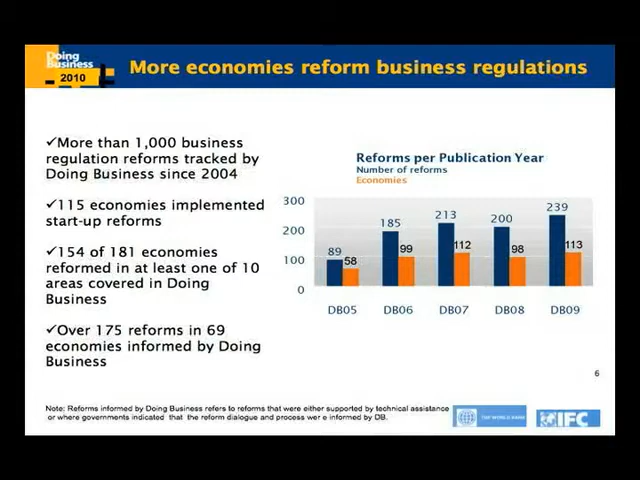 Doing
Business
2010
More economies reform business regulations
✓More than 1,000 business
regulation reforms tracked by
Doing Business since 2004
✓115 economies implemented
start-up reforms
✓154 of 181 economies
reformed in at least one of 10
areas covered in Doing
Business
✓Over 175 reforms in 69
economies informed by Doing
Business
Reforms per Publication Year
Number of reforms
Economies
300
200
100
0
89
58
185
99
213
112
200
98
239
113
DB05
DB06
DB07
DB08
DB09
6
Note: Reforms informed by Doing Business refers to reforms that were either supported by technical assistance
or where governments indicated that the reform dialogue and process wer e informed by DB.
THE WORLD BANK
IFC